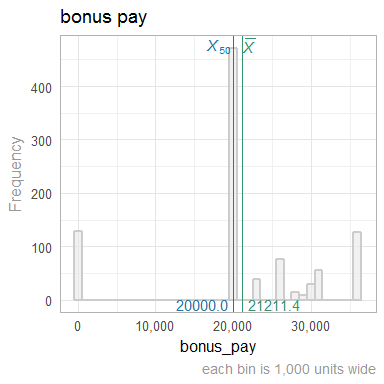 bonus pay
X50 X̅
400
300
200
100
0
Frequency
20000.0 21211.4
0 10,000 20,000 30,000
bonus_pay
each bin is 1,000 units wide